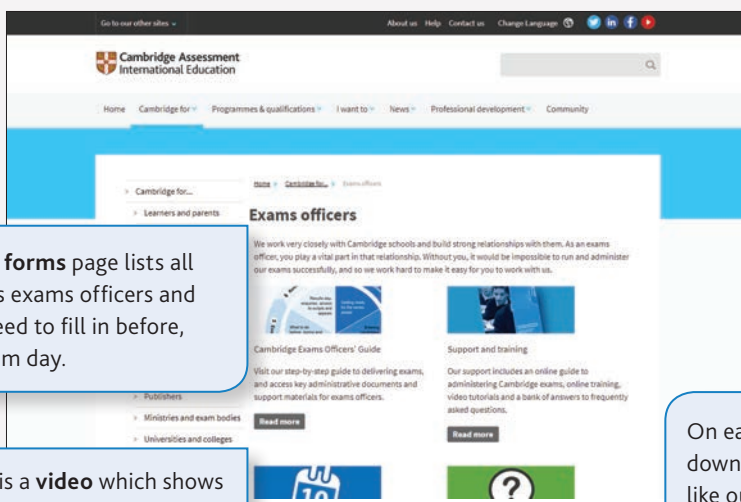 Go to our other sites
About us Help Contact us Change Language
Cambridge Assessment
International Education
Home Cambridge for Programmes & qualifications I want to News Professional development Community
Cambridge for...
Learners and parents
Publishers
Ministries and exam bodies
Universities and colleges
Home Cambridge for... Exams officers
Exams officers
We work very closely with Cambridge schools and build strong relationships with them. As an exams
officer, you play a vital part in that relationship. Without you, it would be impossible to run and administer
our exams successfully, and so we work hard to make it easy for you to work with us.
Cambridge Exams Officers' Guide
Visit our step-by-step guide to delivering exams,
and access key administrative documents and
support materials for exams officers.
Read more
Support and training
Our support includes an online guide to
administering Cambridge exams, online training,
video tutorials and a bank of answers to frequently
asked questions.
Read more
10
?
forms page lists all
s exams officers and
eed to fill in before,
m day.
is a video which shows
On ea
down
like ou